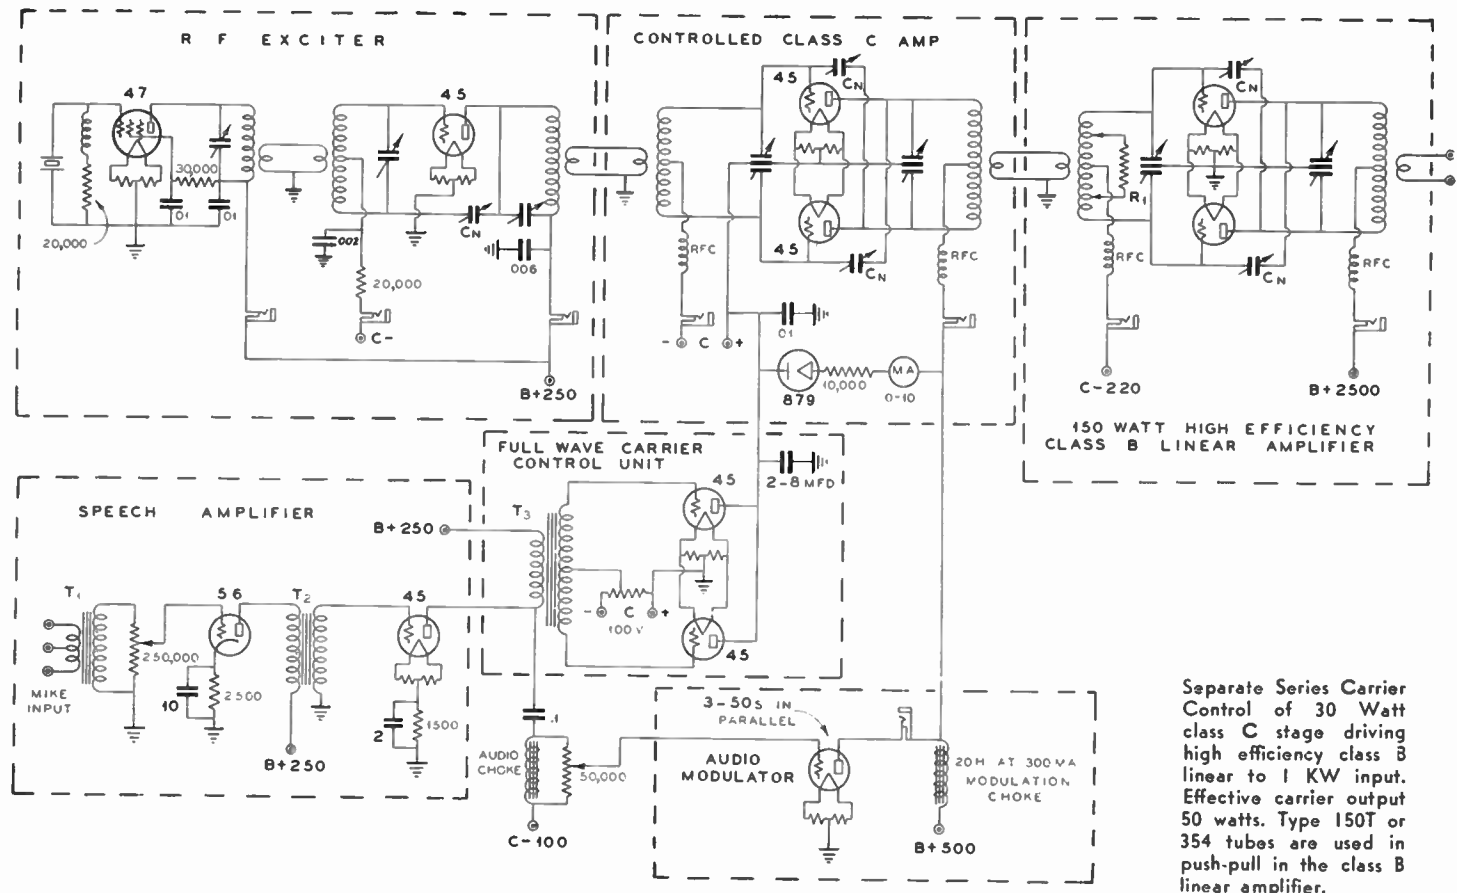 RF EXCITER
47
45
30,000
.01
.01
20,000
.002
20,000
CN
.006
C-
B+250
CONTROLLED CLASS C AMP
45
CN
45
RFC
CN
RFC
- C +
.01
10,000
MA
879
0-10
CN
R1
RFC
CN
RFC
C-220
B+2500
150 WATT HIGH EFFICIENCY
CLASS B LINEAR AMPLIFIER
FULL WAVE CARRIER
CONTROL UNIT
45
2-8 MFD
T3
- C +
100 V
45
SPEECH AMPLIFIER
B+250
T1
56
T2
45
250,000
MIKE
INPUT
10
2500
2
1500
B+250
.1
AUDIO
CHOKE
50,000
C-100
3-50s IN
PARALLEL
AUDIO
MODULATOR
20H AT 300 MA
MODULATION
CHOKE
B+500
Separate Series Carrier
Control of 30 Watt
class C stage driving
high efficiency class B
linear to 1 KW input.
Effective carrier output
50 watts. Type 150T or
354 tubes are used in
push-pull in the class B
linear amplifier.